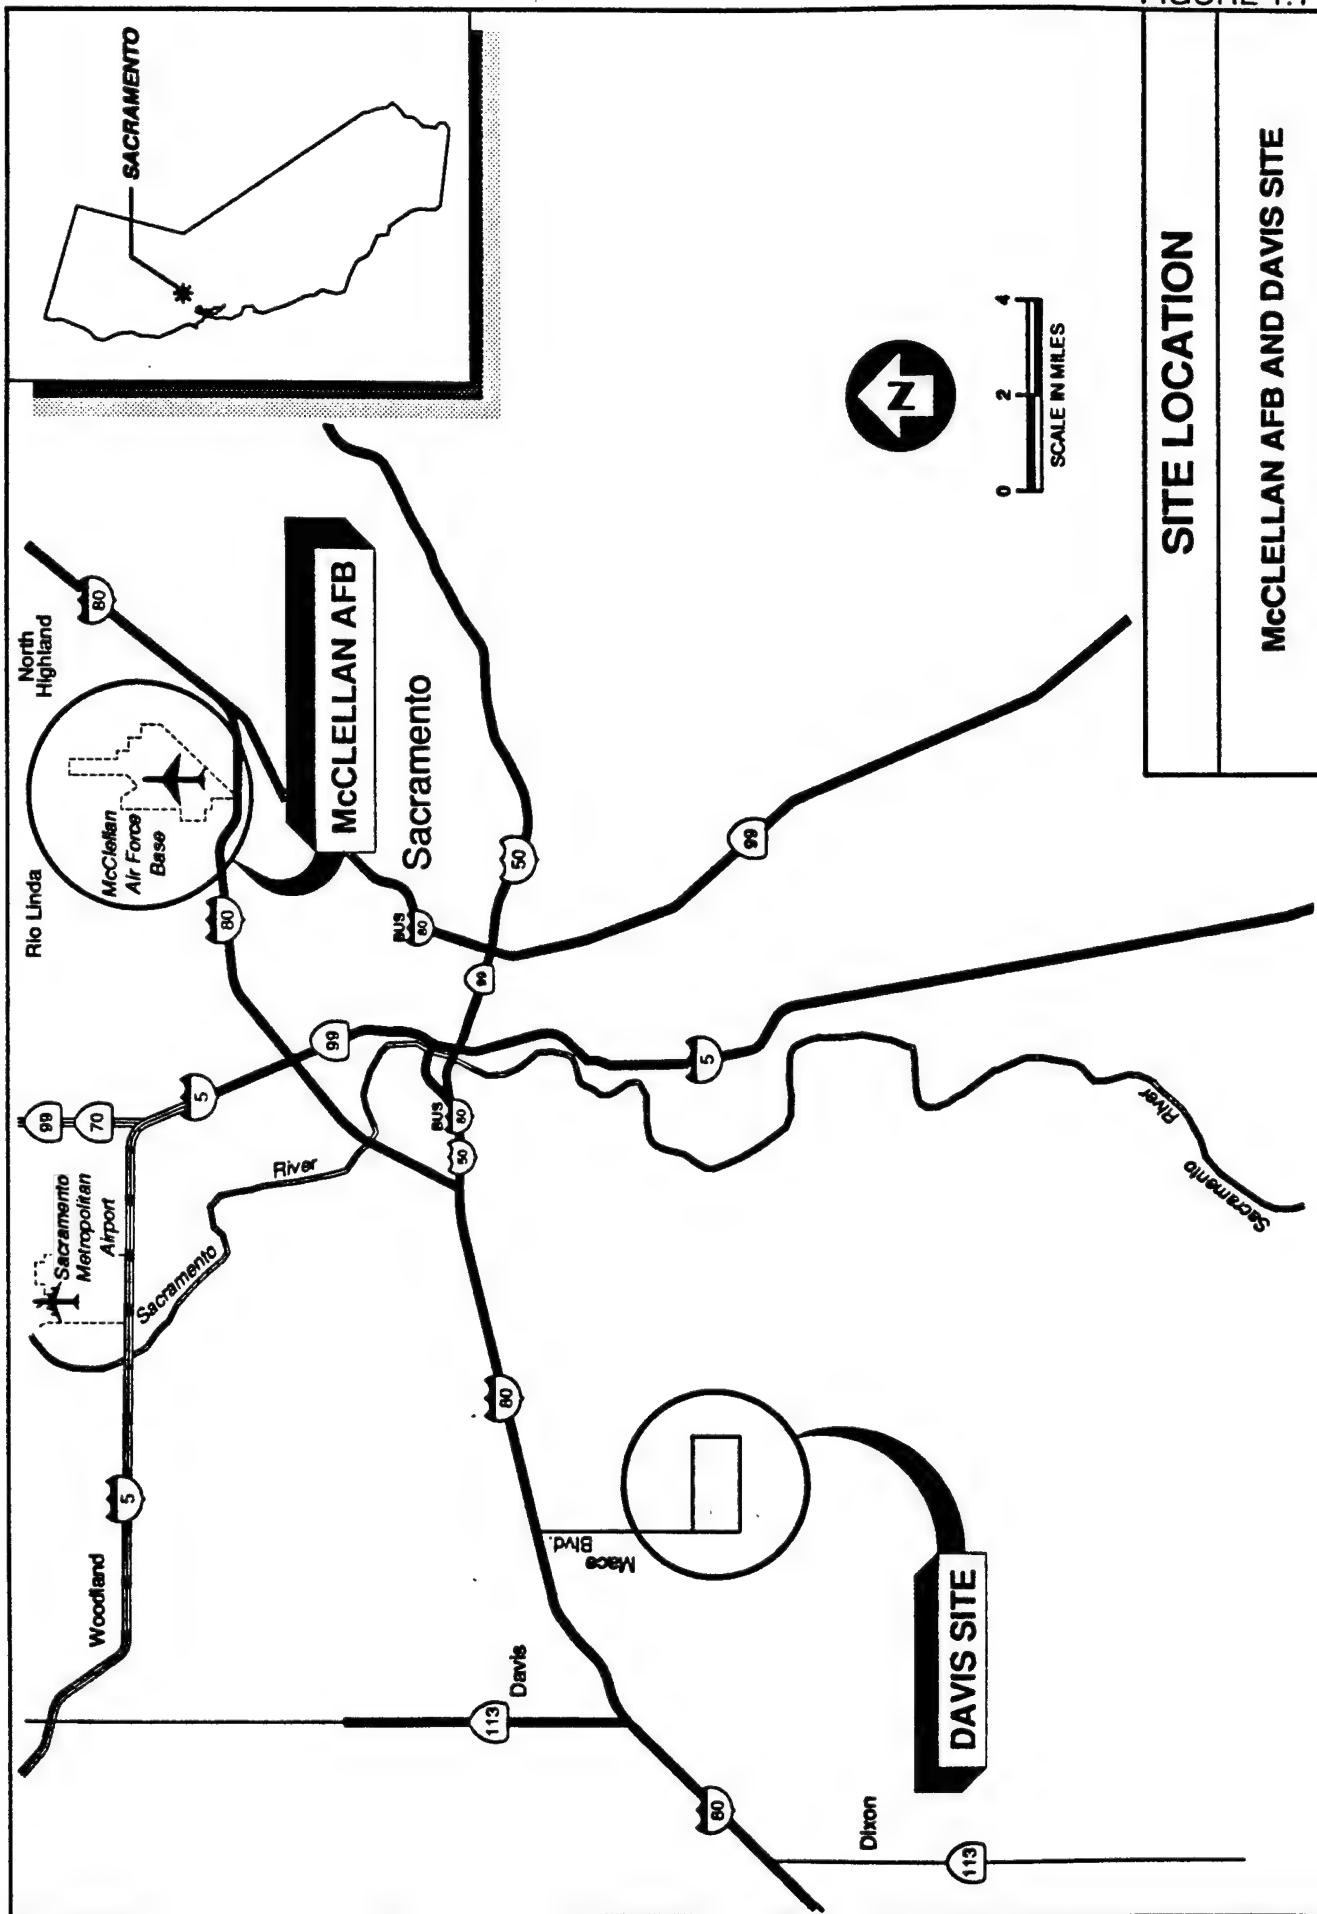 SACRAMENTO
North
Highland
80
Rio Linda
McClellan
Air Force
Base
McCLELLAN AFB
Sacramento
80
99
70
5
99
Sacramento
Metropolitan
Airport
Sacramento
River
BUS
80
99
50
BUS
80
50
99
5
Sacramento
River
Woodland
5
80
Mace
Blvd.
113
Davis
DAVIS SITE
80
Dixon
113
N
0
2
4
SCALE IN MILES
SITE LOCATION
McCLELLAN AFB AND DAVIS SITE